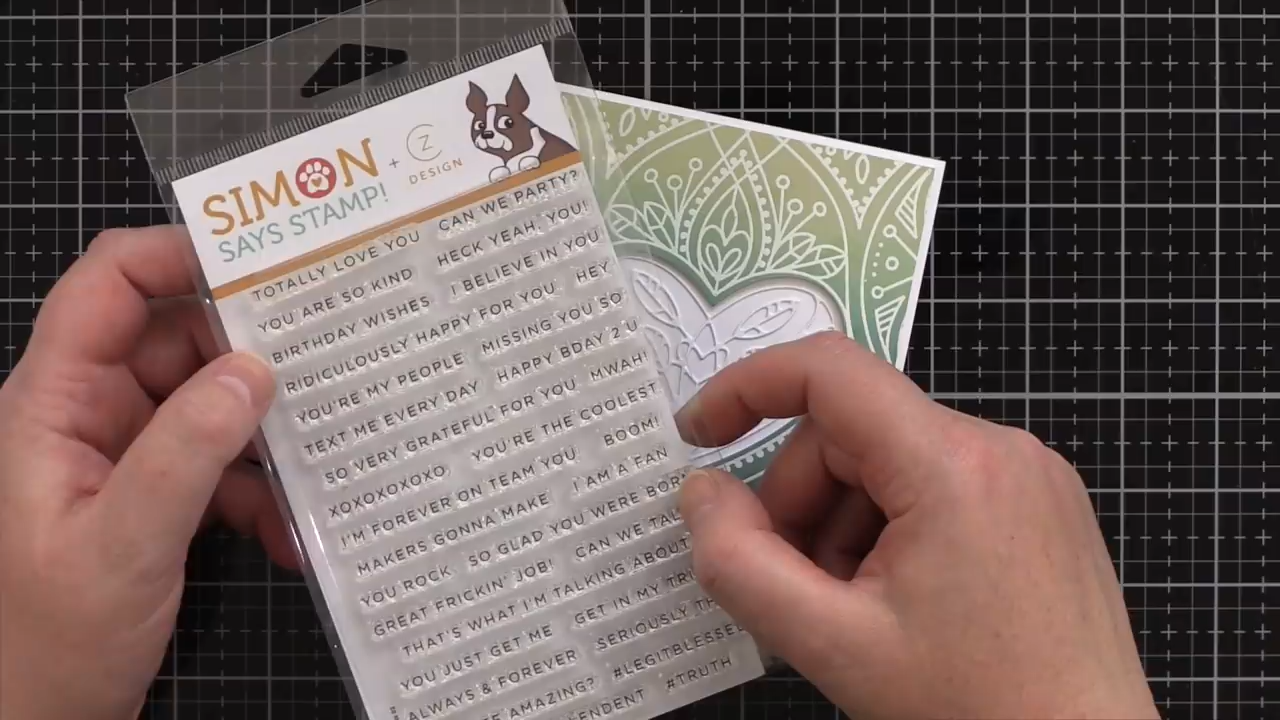 SIMON
SAYS STAMP!
+ CZ
DESIGN
TOTALLY LOVE YOU CAN WE PARTY?
YOU ARE SO KIND HECK YEAH, YOU!
BIRTHDAY WISHES I BELIEVE IN YOU
RIDICULOUSLY HAPPY FOR YOU HEY
YOU'RE MY PEOPLE MISSING YOU SO
TEXT ME EVERY DAY HAPPY BDAY 2 U
SO VERY GRATEFUL FOR YOU MWAH!
XOXOXOXOXO YOU'RE THE COOLEST
I'M FOREVER ON TEAM YOU BOOM!
MAKERS GONNA MAKE I AM A FAN
YOU ROCK SO GLAD YOU WERE BORN
GREAT FRICKIN' JOB! CAN WE
THAT'S WHAT I'M TALKING ABOUT
YOU JUST GET ME GET IN MY
ALWAYS & FOREVER SERIOUSLY
AMAZING? #LEGITBLESSED
#TRUTH